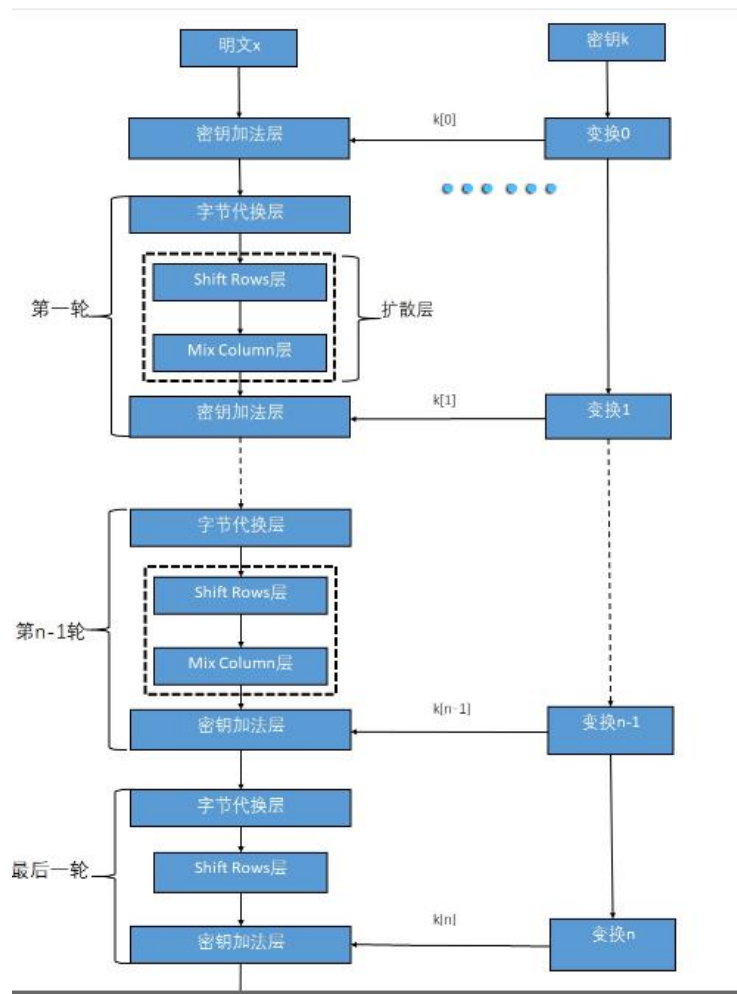 明文x
密钥k
密钥加法层
k[0]
变换0
字节代换层
Shift Rows层
第一轮
扩散层
Mix Column层
密钥加法层
k[1]
变换1
字节代换层
Shift Rows层
第n-1轮
Mix Column层
密钥加法层
k[n-1]
变换n-1
字节代换层
最后一轮
Shift Rows层
密钥加法层
k[n]
变换n